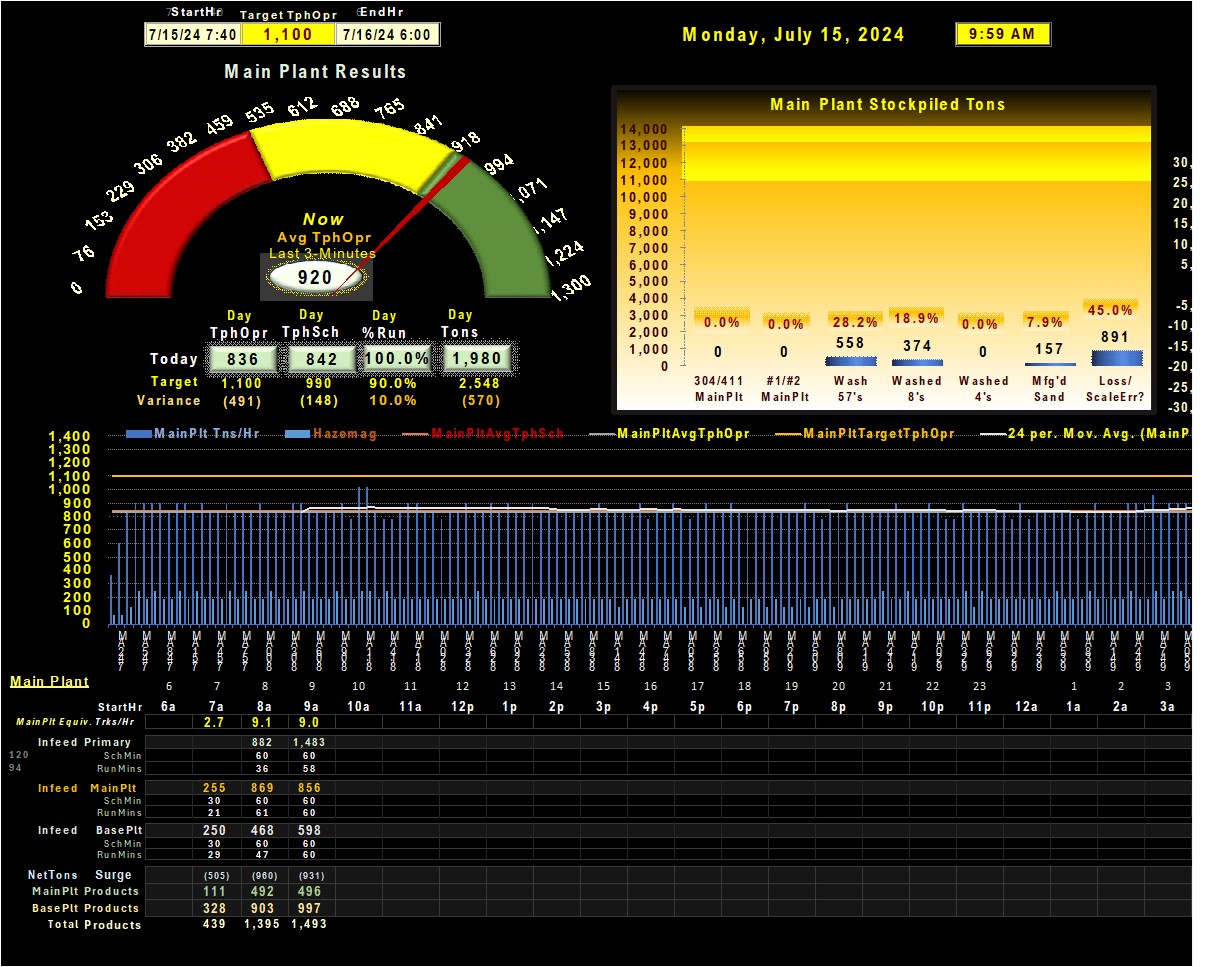 StartHr Target TphOpr EndHr
7/15/24 7:40 1,100 7/16/24 6:00
Monday, July 15, 2024 9:59 AM
Main Plant Results
0 76 153 229 306 382 459 535 612 688 765 841 918 994 1,071 1,147 1,224 1,300
Now
Avg TphOpr
Last 3-Minutes
920
Day Day Day Day
TphOpr TphSch %Run Tons
Today 836 842 100.0% 1,980
Target 1,100 990 90.0% 2,548
Variance (491) (148) 10.0% (570)
Main Plant Stockpiled Tons
14,000
13,000
12,000
11,000
10,000
9,000
8,000
7,000
6,000
5,000
4,000
3,000
2,000
1,000
0
0.0% 0.0% 28.2% 18.9% 0.0% 7.9% 45.0%
0 0 558 374 0 157 891
304/411 #1/#2 Wash Washed Washed Mfg'd Loss/
MainPlt MainPlt 57's 8's 4's Sand ScaleErr?
30,
25,
20,
15,
10,
5,
-5,
-10,
-15,
-20,
-25,
-30,
MainPlt Tns/Hr Hazemag MainPltAvgTphSch MainPltAvgTphOpr MainPltTargetTphOpr 24 per. Mov. Avg. (MainP
1,400
1,300
1,200
1,100
1,000
900
800
700
600
500
400
300
200
100
0
Main Plant
6 7 8 9 10 11 12 13 14 15 16 17 18 19 20 21 22 23 1 2 3
StartHr 6a 7a 8a 9a 10a 11a 12p 1p 2p 3p 4p 5p 6p 7p 8p 9p 10p 11p 12a 1a 2a 3a
MainPlt Equiv. Trks/Hr 2.7 9.1 9.0
Infeed Primary 882 1,483
120 SchMin 60 60
94 RunMins 36 58
Infeed MainPlt 255 869 856
SchMin 30 60 60
RunMins 21 61 60
Infeed BasePlt 250 468 598
SchMin 30 60 60
RunMins 29 47 60
NetTons Surge (505) (960) (931)
MainPlt Products 111 492 496
BasePlt Products 328 903 997
Total Products 439 1,395 1,493